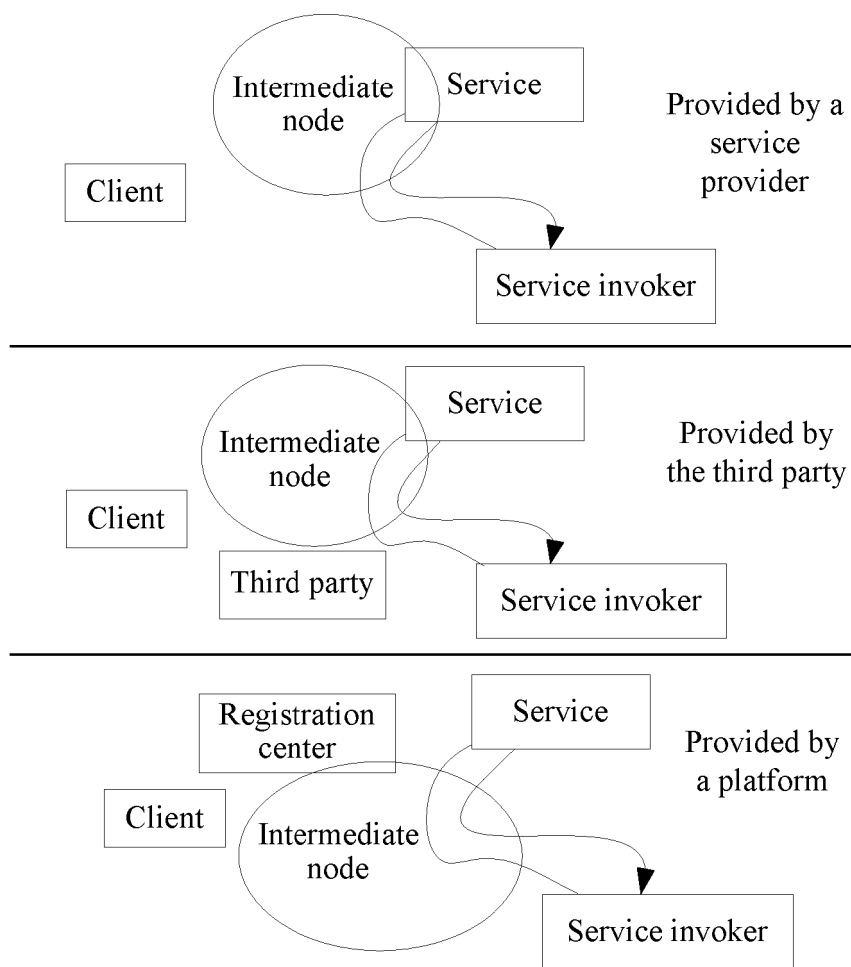 Intermediate
node
Service
Provided by a
service
provider
Client
Service invoker
Service
Intermediate
node
Provided by
the third party
Client
Third party
Service invoker
Registration
center
Service
Provided by
a platform
Client
Intermediate
node
Service invoker